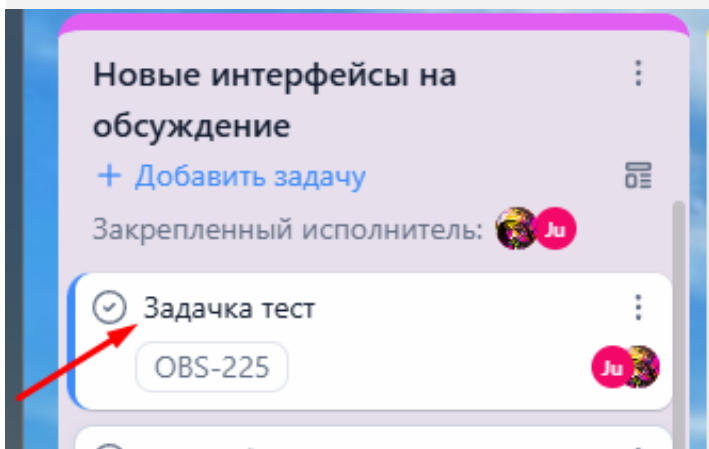 Новые интерфейсы на
обсуждение
+ Добавить задачу
Закрепленный исполнитель: Ju
Задачка тест
OBS-225
Ju